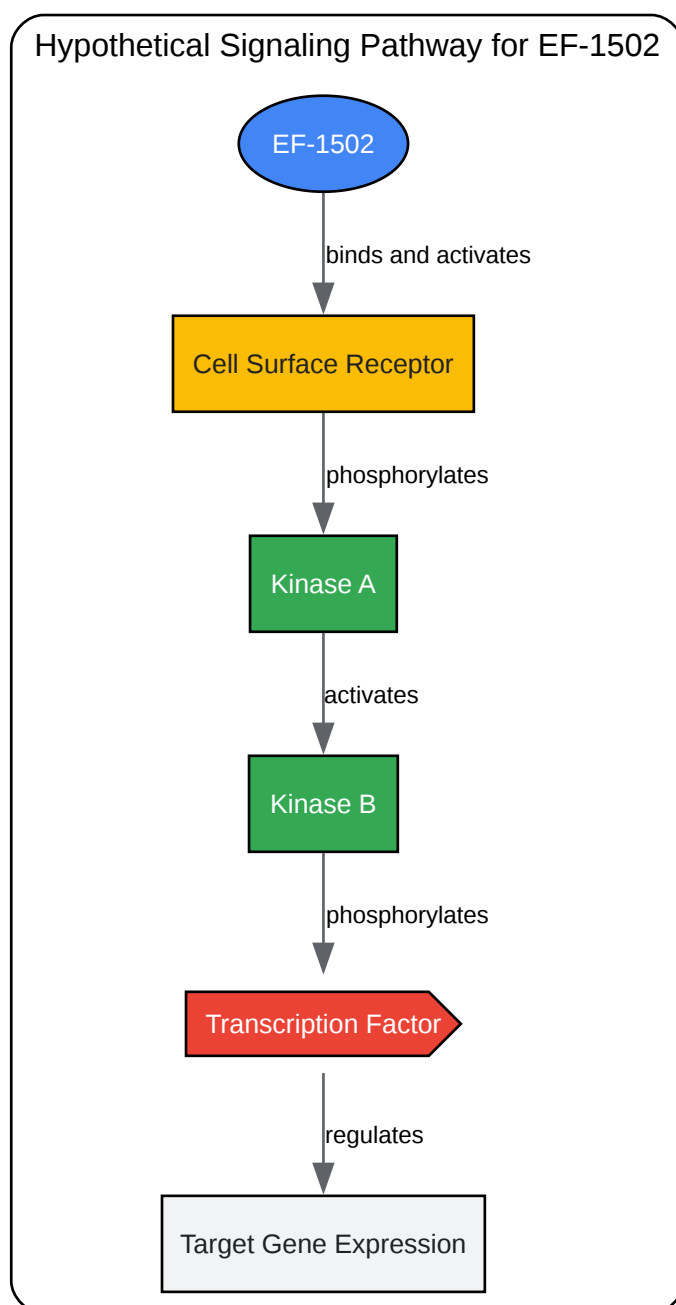 Hypothetical Signaling Pathway for EF-1502
EF-1502
binds and activates
Cell Surface Receptor
phosphorylates
Kinase A
activates
Kinase B
phosphorylates
Transcription Factor
regulates
Target Gene Expression